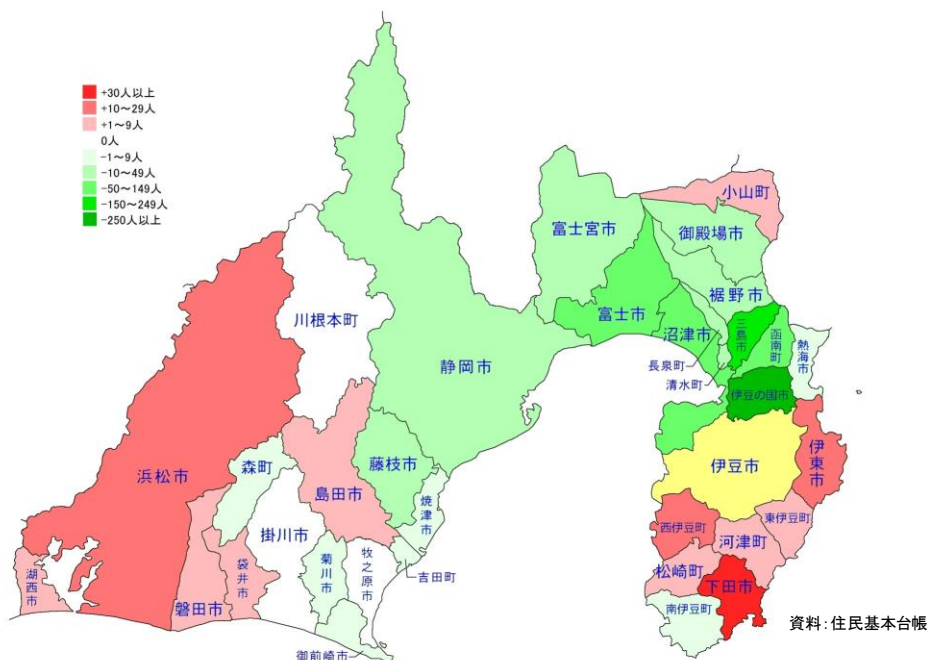 +30人以上
+10～29人
+1～9人
0人
-1～9人
-10～49人
-50～149人
-150～249人
-250人以上
小山町
富士宮市
御殿場市
裾野市
川根本町
富士市
沼津市
三島市
函南町
熱海市
静岡市
長泉町
清水町
伊豆の国市
藤枝市
伊豆市
伊東市
森町
浜松市
島田市
焼津市
掛川市
西伊豆町
東伊豆町
河津町
菊川市
牧之原市
吉田町
湖西市
袋井市
磐田市
松崎町
下田市
南伊豆町
資料：住民基本台帳
御前崎市